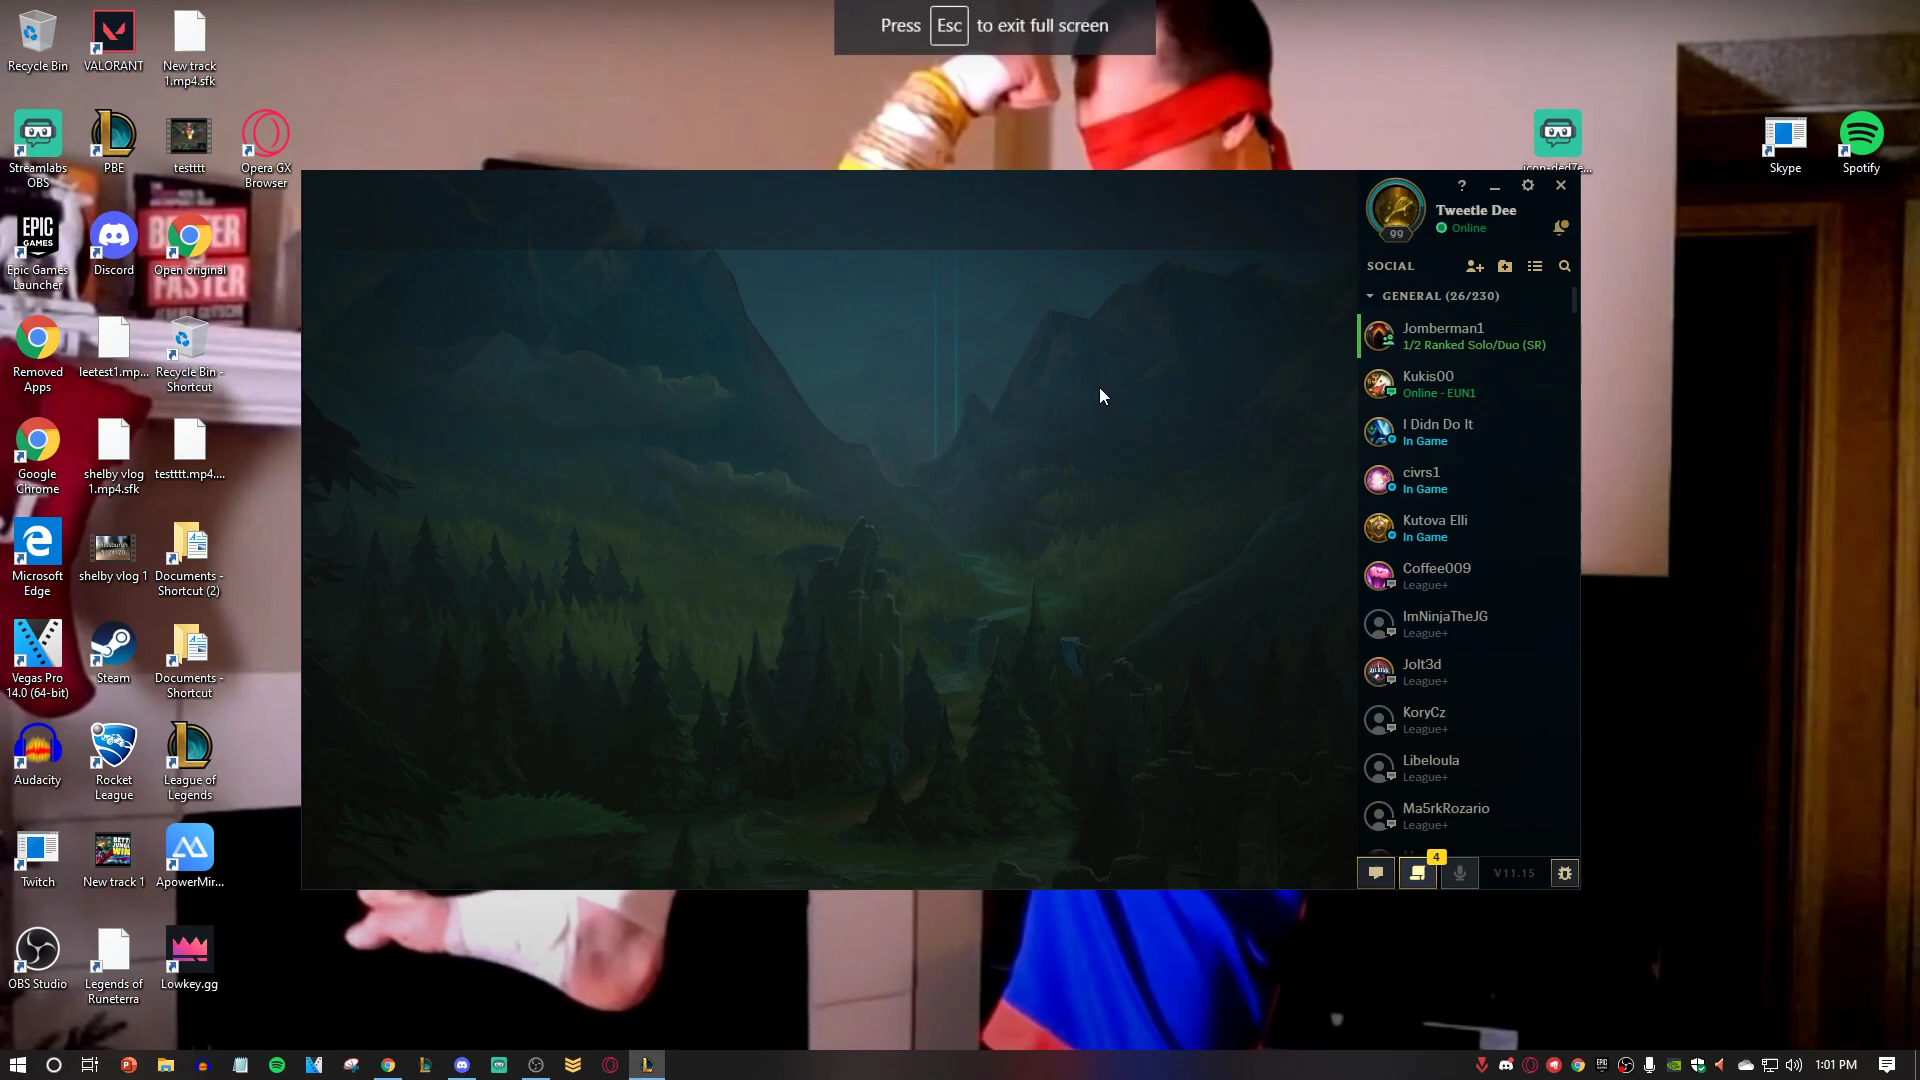 Press Esc to exit full screen
Recycle Bin
VALORANT
New track
1.mp4.sfk
Streamlabs
OBS
PBE
testttt
Opera GX
Browser
Skype
Spotify
EPIC
GAMES
Epic Games
Launcher
Discord
Open original
BETTER
FASTER
Removed
Apps
leetest1.mp...
Recycle Bin -
Shortcut
Google
Chrome
shelby vlog
1.mp4.sfk
testttt.mp4....
Microsoft
Edge
shelby vlog 1
Documents -
Shortcut (2)
Vegas Pro
14.0 (64-bit)
Steam
Documents -
Shortcut
Audacity
Rocket
League
League of
Legends
Twitch
New track 1
ApowerMir...
OBS Studio
Legends of
Runeterra
Lowkey.gg
?
Tweetle Dee
99
Online
SOCIAL
GENERAL (26/230)
Jomberman1
1/2 Ranked Solo/Duo (SR)
Kukis00
Online - EUN1
I Didn Do It
In Game
civrs1
In Game
Kutova Elli
In Game
Coffee009
League+
ImNinjaTheJG
League+
Jolt3d
League+
KoryCz
League+
Libeloula
League+
Ma5rkRozario
League+
4
V11.15
1:01 PM